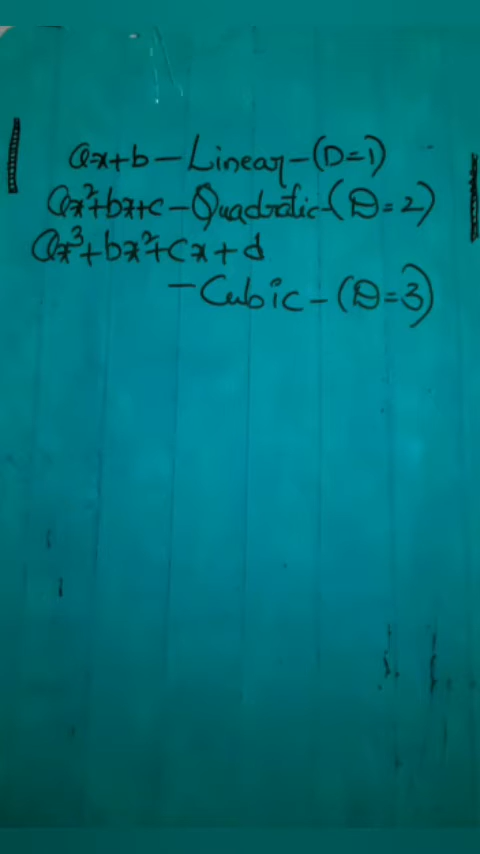 ax+b - Linear - (D=1)
ax²+bx+c - Quadratic - (D=2)
ax³+bx²+cx+d
- Cubic - (D=3)